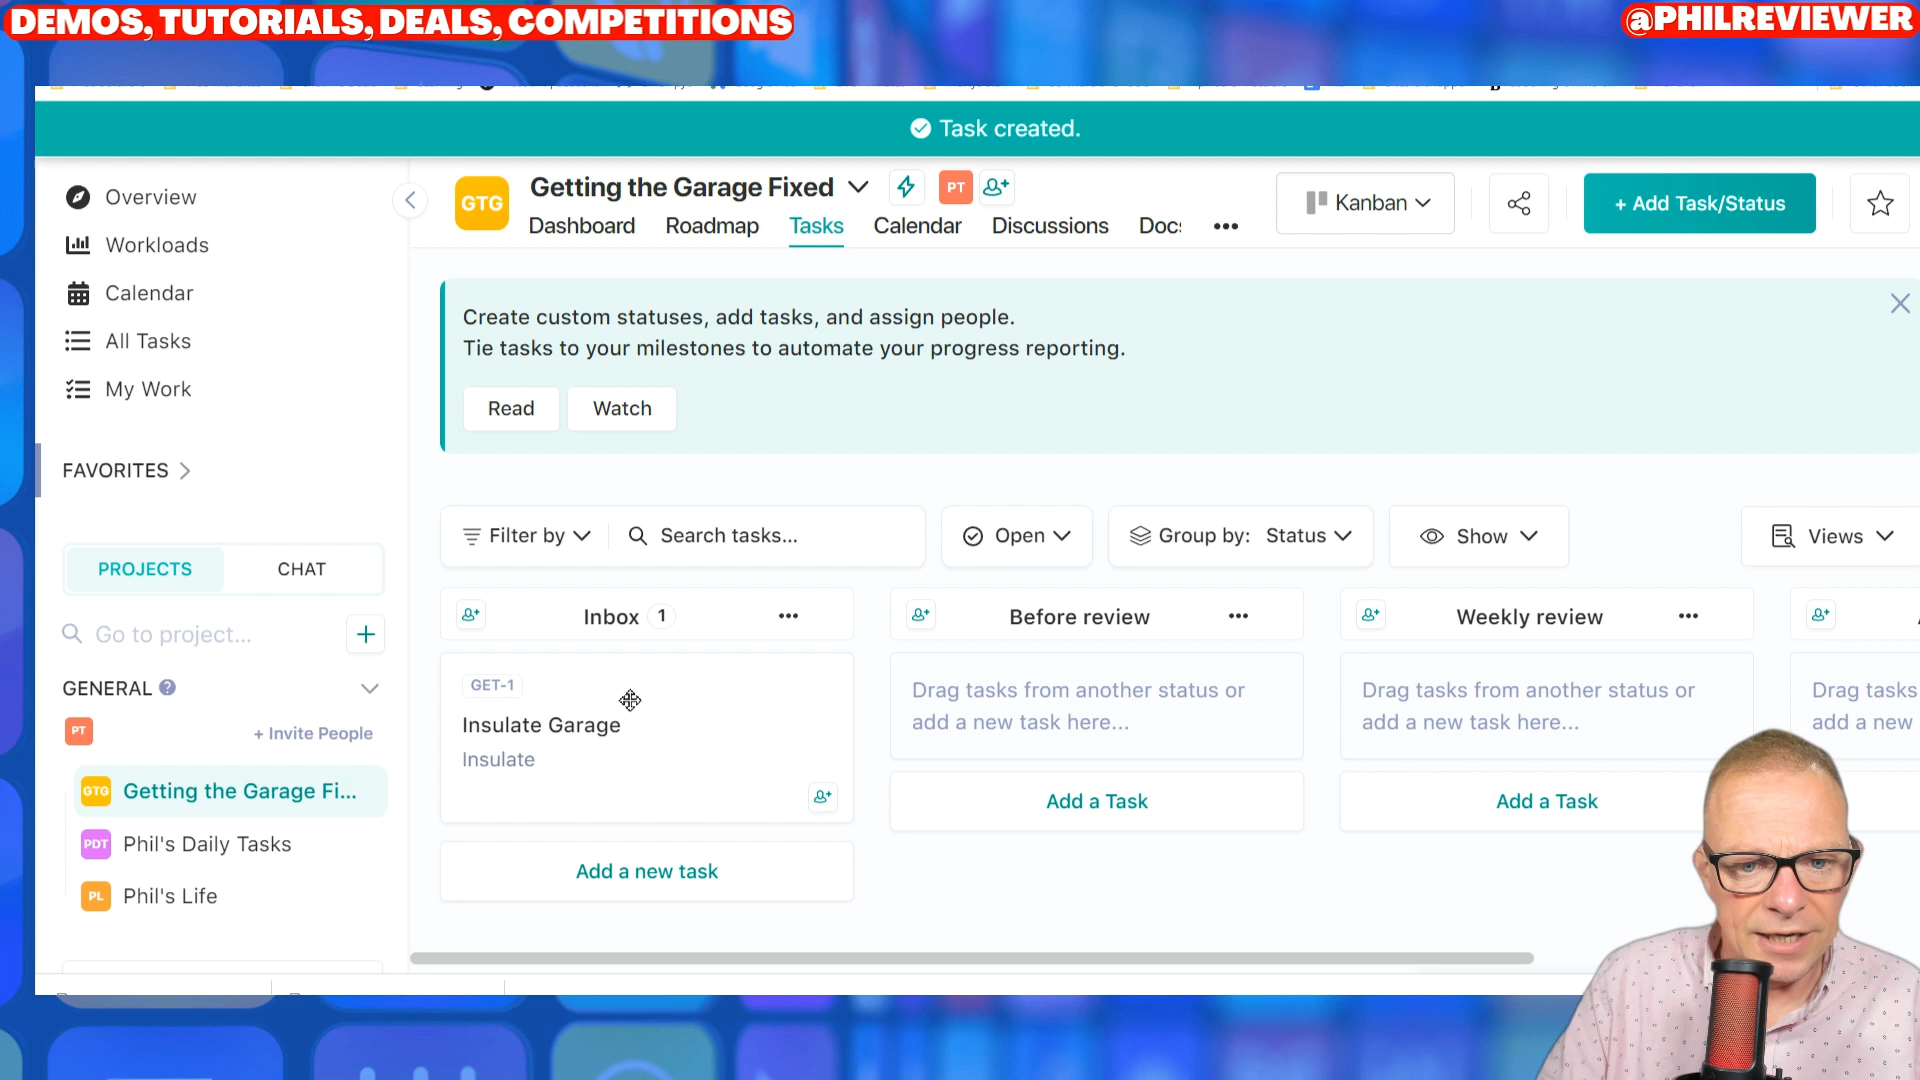 DEMOS, TUTORIALS, DEALS, COMPETITIONS
@PHILREVIEWER
Task created.
Overview
Workloads
Calendar
All Tasks
My Work
FAVORITES
PROJECTS
CHAT
Go to project...
GENERAL
PT
+ Invite People
GTG
Getting the Garage Fi...
PDT
Phil's Daily Tasks
PL
Phil's Life
GTG
Getting the Garage Fixed
PT
Dashboard
Roadmap
Tasks
Calendar
Discussions
Kanban
+ Add Task/Status
Create custom statuses, add tasks, and assign people.
Tie tasks to your milestones to automate your progress reporting.
Read
Watch
Filter by
Search tasks...
Open
Group by: Status
Show
Views
Inbox 1
GET-1
Insulate Garage
Insulate
Add a new task
Before review
Drag tasks from another status or
add a new task here...
Add a Task
Weekly review
Drag tasks from another status or
add a new task here...
Add a Task
Drag tasks
add a new